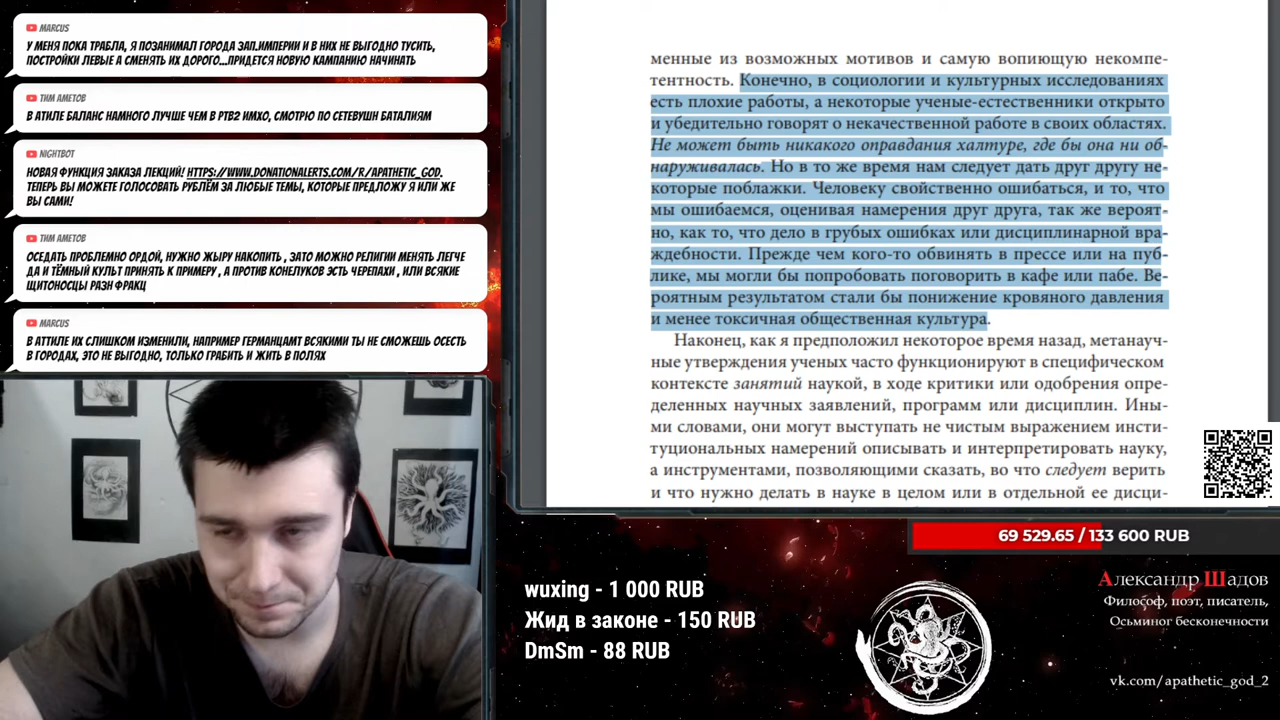 MARCUS
У МЕНЯ ПОКА ТРАБЛА, Я ПОЗАНИМАЛ ГОРОДА ЗАП.ИМПЕРИИ И В НИХ НЕ ВЫГОДНО ТУСИТЬ,
ПОСТРОЙКИ ЛЕВЫЕ А СМЕНЯТЬ ИХ ДОРОГО...ПРИДЕТСЯ НОВУЮ КАМПАНИЮ НАЧИНАТЬ
ТИМ АМЕТОВ
В АТИЛЕ БАЛАНС НАМНОГО ЛУЧШЕ ЧЕМ В РТВ2 ИМХО, СМОТРЮ ПО СЕТЕВУШН БАТАЛИЯМ
NIGHTBOT
НОВАЯ ФУНКЦИЯ ЗАКАЗА ЛЕКЦИЙ! HTTPS://WWW.DONATIONALERTS.COM/R/APATHETIC_GOD.
ТЕПЕРЬ ВЫ МОЖЕТЕ ГОЛОСОВАТЬ РУБЛЁМ ЗА ЛЮБЫЕ ТЕМЫ, КОТОРЫЕ ПРЕДЛОЖУ Я ИЛИ ЖЕ
ВЫ САМИ!
ТИМ АМЕТОВ
ОСЕДАТЬ ПРОБЛЕМНО ОРДОЙ, НУЖНО ЖЫРУ НАКОПИТЬ , ЗАТО МОЖНО РЕЛИГИИ МЕНЯТЬ ЛЕГЧЕ
ДА И ТЁМНЫЙ КУЛЬТ ПРИНЯТЬ К ПРИМЕРУ , А ПРОТИВ КОНЕЛУКОВ ЭСТЬ ЧЕРЕПАХИ , ИЛИ ВСЯКИЕ
ЩИТОНОСЦЫ РАЗН ФРАКЦ
MARCUS
В АТТИЛЕ ИХ СЛИШКОМ ИЗМЕНИЛИ, НАПРИМЕР ГЕРМАНЦАМТ ВСЯКИМИ ТЫ НЕ СМОЖЕШЬ ОСЕСТЬ
В ГОРОДАХ, ЭТО НЕ ВЫГОДНО, ТОЛЬКО ГРАБИТЬ И ЖИТЬ В ПОЛЯХ
менные из возможных мотивов и самую вопиющую некомпе-
тентность. Конечно, в социологии и культурных исследованиях
есть плохие работы, а некоторые ученые-естественники открыто
и убедительно говорят о некачественной работе в своих областях.
Не может быть никакого оправдания халтуре, где бы она ни об-
наруживалась. Но в то же время нам следует дать друг другу не-
которые поблажки. Человеку свойственно ошибаться, и то, что
мы ошибаемся, оценивая намерения друг друга, так же вероят-
но, как то, что дело в грубых ошибках или дисциплинарной вра-
ждебности. Прежде чем кого-то обвинять в прессе или на пуб-
лике, мы могли бы попробовать поговорить в кафе или пабе. Ве-
роятным результатом стали бы понижение кровяного давления
и менее токсичная общественная культура.
Наконец, как я предположил некоторое время назад, метанауч-
ные утверждения ученых часто функционируют в специфическом
контексте занятий наукой, в ходе критики или одобрения опре-
деленных научных заявлений, программ или дисциплин. Ины-
ми словами, они могут выступать не чистым выражением инсти-
туциональных намерений описывать и интерпретировать науку,
а инструментами, позволяющими сказать, во что следует верить
и что нужно делать в науке в целом или в отдельной ее дисци-
69 529.65 / 133 600 RUB
wuxing - 1 000 RUB
Жид в законе - 150 RUB
DmSm - 88 RUB
Александр Шадов
Философ, поэт, писатель,
Осьминог бесконечности
vk.com/apathetic_god_2